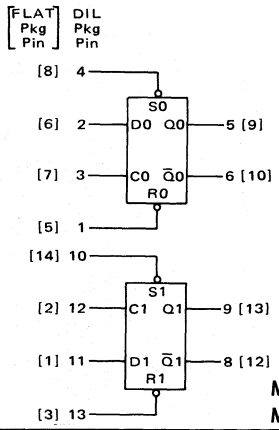 [FLAT] DIL
Pkg Pkg
Pin Pin
[8] 4
S0
[6] 2 D0 Q0 5 [9]
[7] 3 C0 Q̅0 6 [10]
R0
[5] 1
[14] 10
S1
[2] 12 C1 Q1 9 [13]
[1] 11 D1 Q̅1 8 [12]
R1
M
[3] 13 M